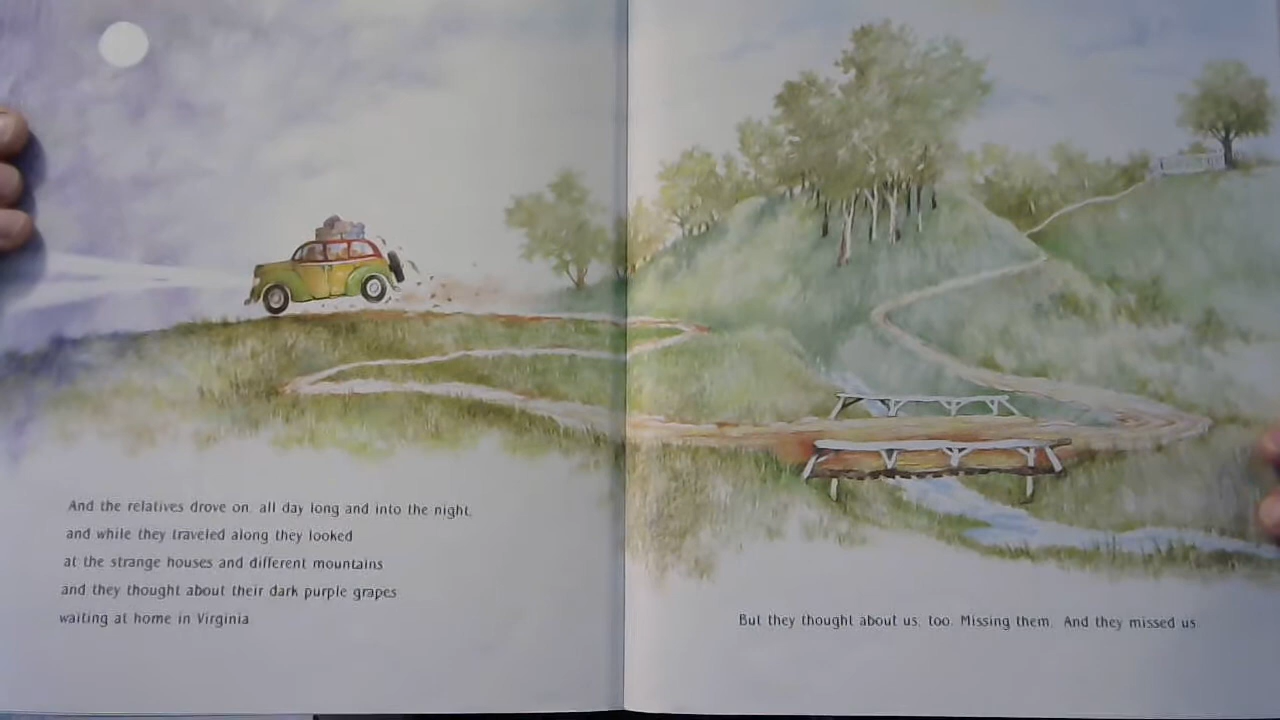 And the relatives drove on, all day long and into the night,
and while they traveled along they looked
at the strange houses and different mountains
and they thought about their dark purple grapes
waiting at home in Virginia.
But they thought about us, too. Missing them. And they missed us.